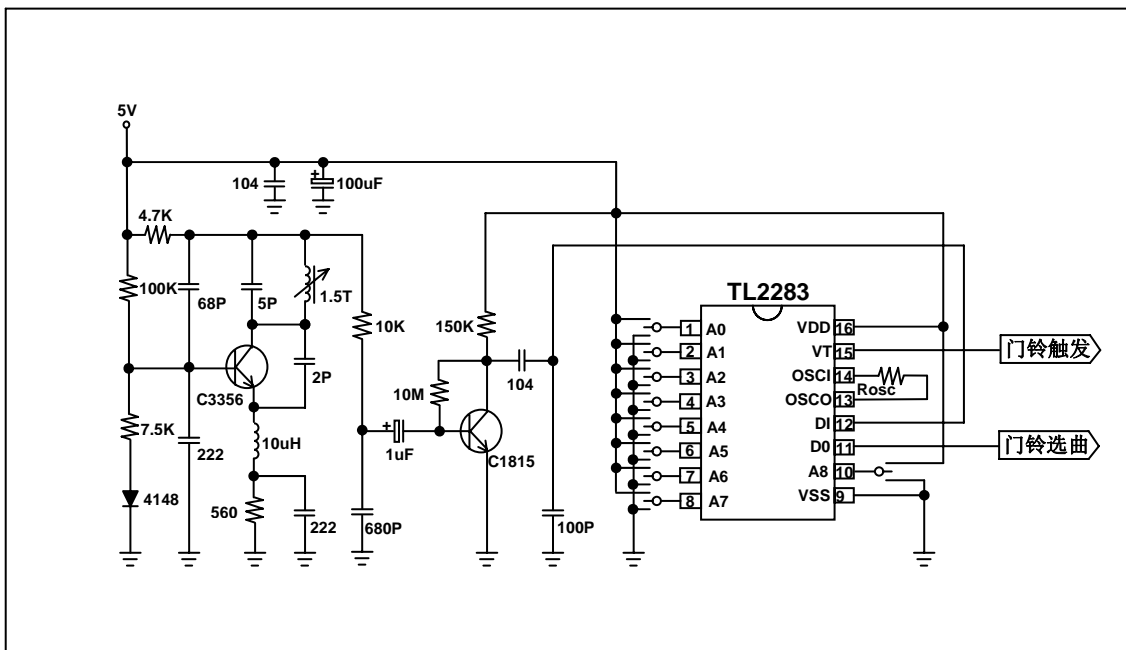 5V
104
100uF
4.7K
100K
68P
5P
1.5T
10K
150K
2P
C3356
10M
104
7.5K
222
10uH
1uF
C1815
4148
560
222
680P
100P
TL2283
1 A0 VDD 16
2 A1 VT 15
门铃触发
3 A2 OSCI 14
Rosc
4 A3 OSCO 13
5 A4 DI 12
6 A5 D0 11
门铃选曲
7 A6 A8 10
8 A7 VSS 9